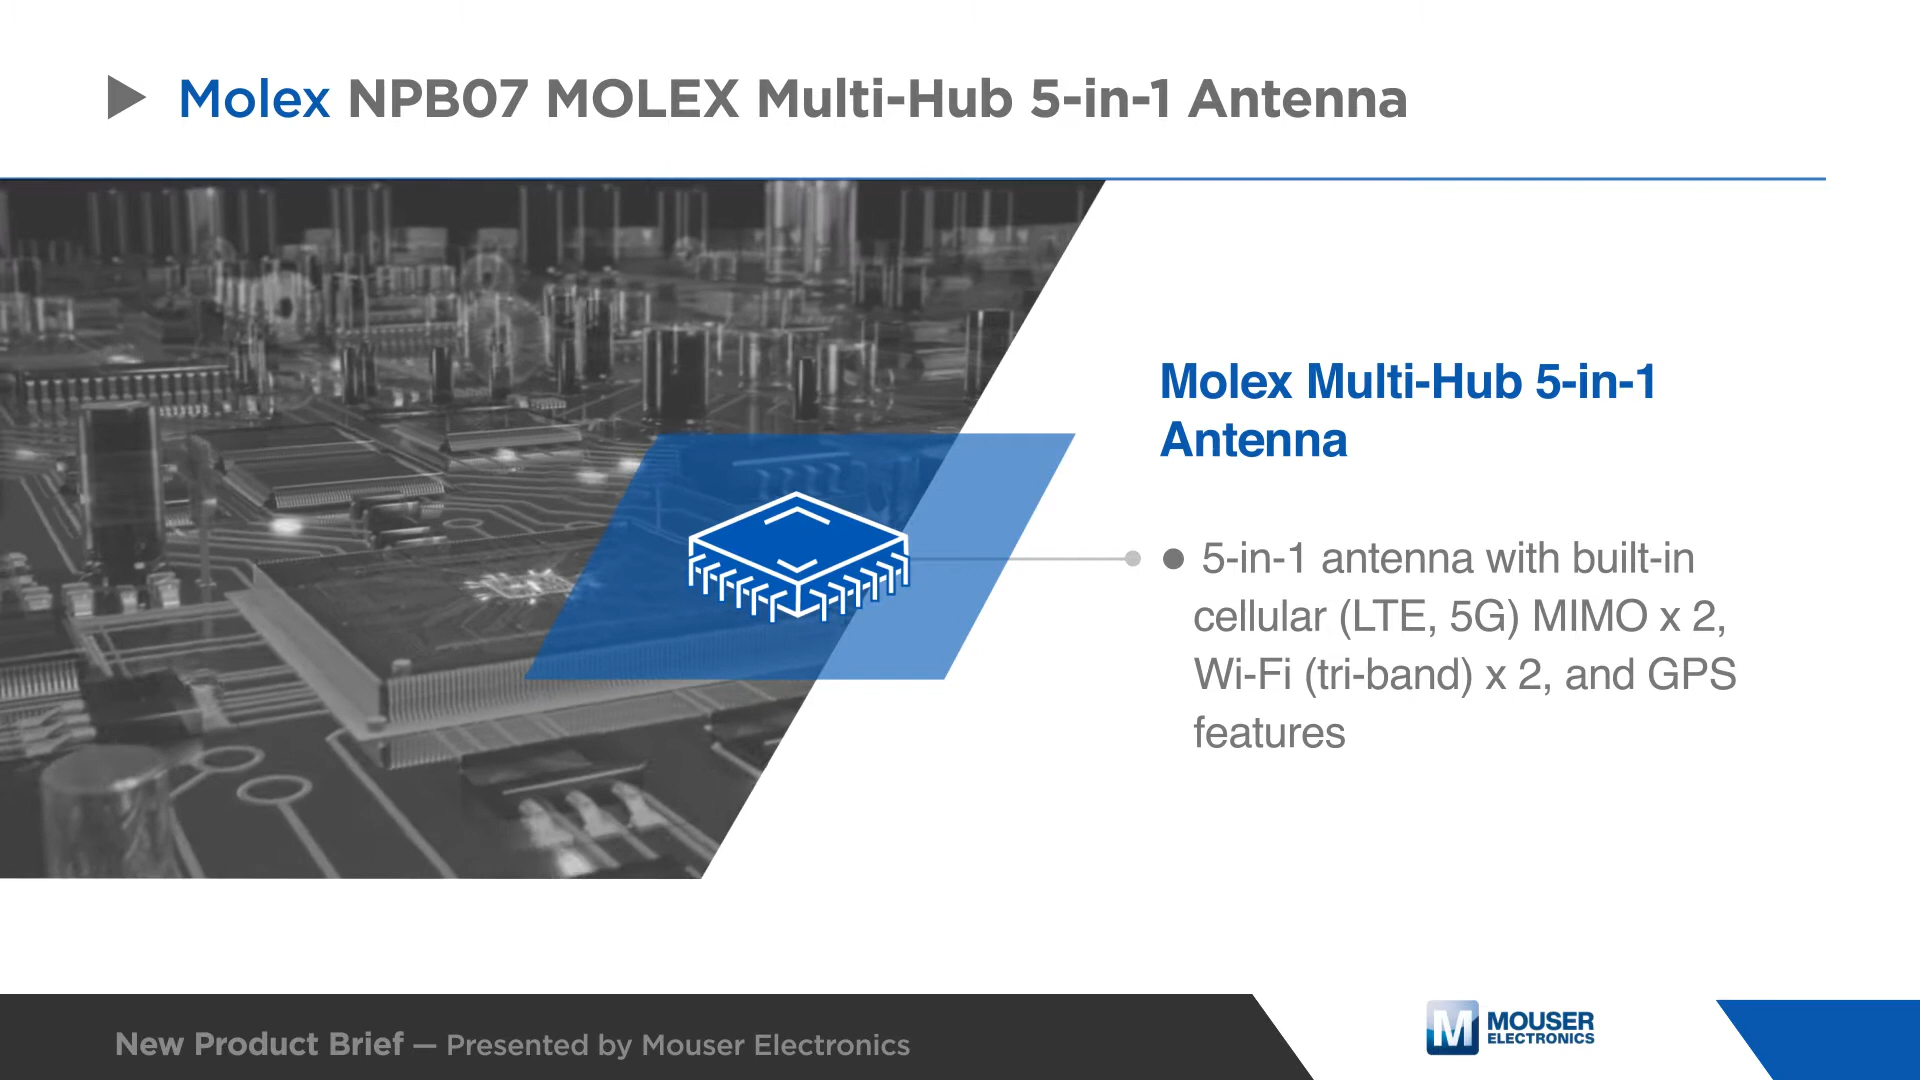 Molex NPB07 MOLEX Multi-Hub 5-in-1 Antenna
Molex Multi-Hub 5-in-1
Antenna
● 5-in-1 antenna with built-in
cellular (LTE, 5G) MIMO x 2,
Wi-Fi (tri-band) x 2, and GPS
features
New Product Brief — Presented by Mouser Electronics
M MOUSER
ELECTRONICS